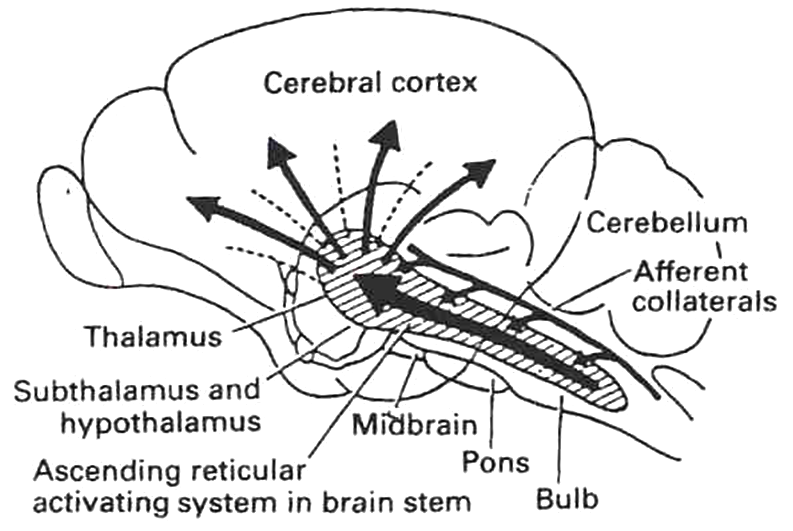 Cerebral cortex
Cerebellum
Afferent
collaterals
Thalamus
Subthalamus and
hypothalamus
Midbrain
Pons
Ascending reticular
activating system in brain stem
Bulb